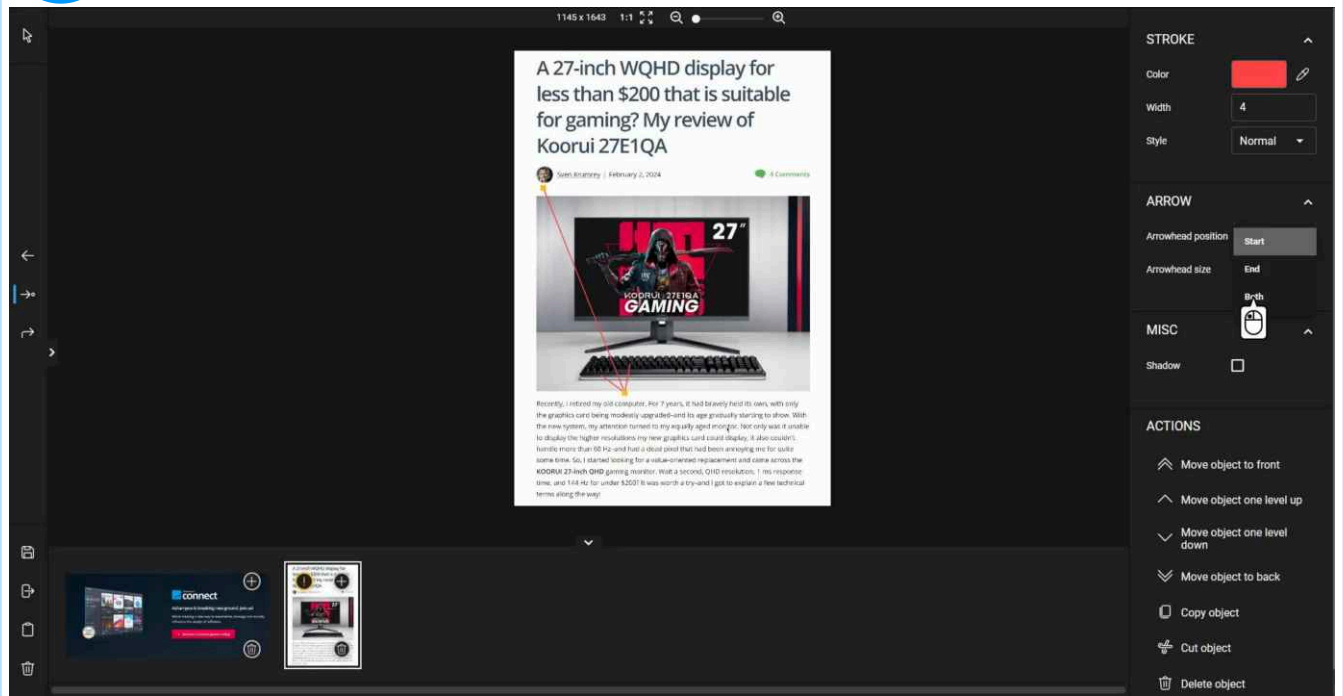 1145 x 1643 1:1
A 27-inch WQHD display for
less than $200 that is suitable
for gaming? My review of
Koorui 27E1QA
Sven Krumrey | February 2, 2024
4 Comments
27"
KOORUI 27E1QA
GAMING
Recently, I retired my old computer. For 7 years, it had bravely held its own, with only
the graphics card being modestly upgraded–and its age gradually starting to show. With
the new system, my attention turned to my equally aged monitor. Not only was it unable
to display the higher resolutions my new graphics card could display, it also couldn't
handle more than 60 Hz–and had a dead pixel that had been annoying me for quite
some time. So, I started looking for a value-oriented replacement and came across the
KOORUI 27-inch QHD gaming monitor. Wait a second, QHD resolution, 1 ms response
time, and 144 Hz for under $200? It was worth a try–and I got to explain a few technical
terms along the way!
connect
STROKE
Color
Width 4
Style Normal
ARROW
Arrowhead position
Start
Arrowhead size
End
Both
MISC
Shadow
ACTIONS
Move object to front
Move object one level up
Move object one level
down
Move object to back
Copy object
Cut object
Delete object